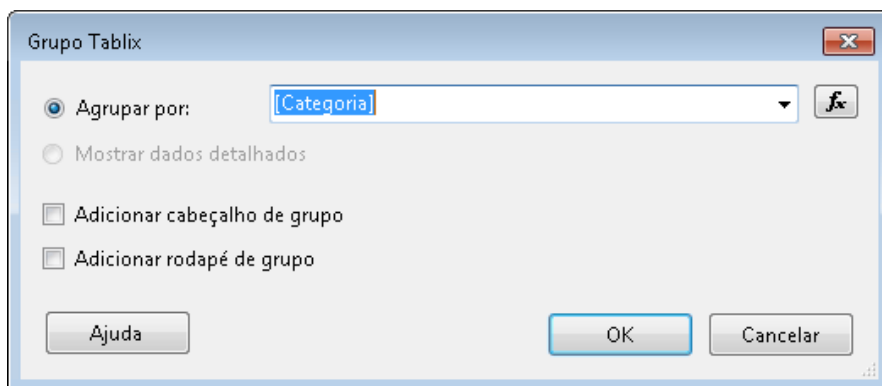 Grupo Tablix
Agrupar por: [Categoria] fx
Mostrar dados detalhados
Adicionar cabeçalho de grupo
Adicionar rodapé de grupo
Ajuda OK Cancelar